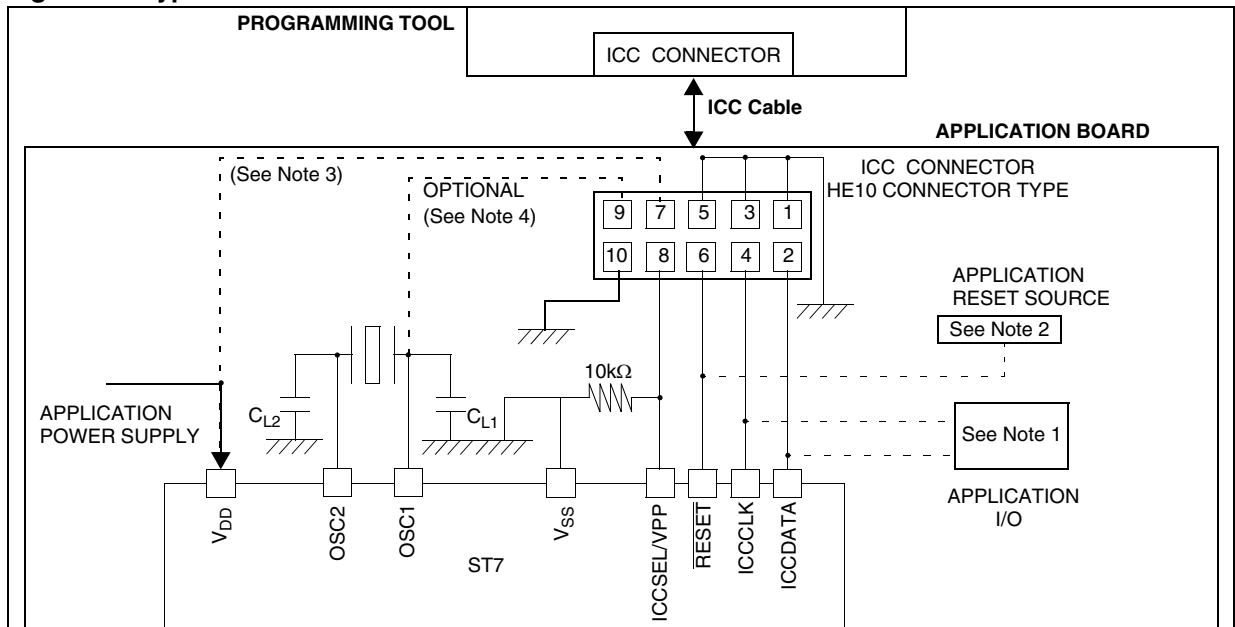 PROGRAMMING TOOL
ICC CONNECTOR
ICC Cable
APPLICATION BOARD
(See Note 3)
OPTIONAL
(See Note 4)
ICC CONNECTOR
HE10 CONNECTOR TYPE
9 7 5 3 1
10 8 6 4 2
APPLICATION
RESET SOURCE
See Note 2
10kΩ
APPLICATION
POWER SUPPLY
CL2
CL1
See Note 1
APPLICATION
I/O
VDD
OSC2
OSC1
VSS
ICCSEL/VPP
RESET
ICCCLK
ICCDATA
ST7